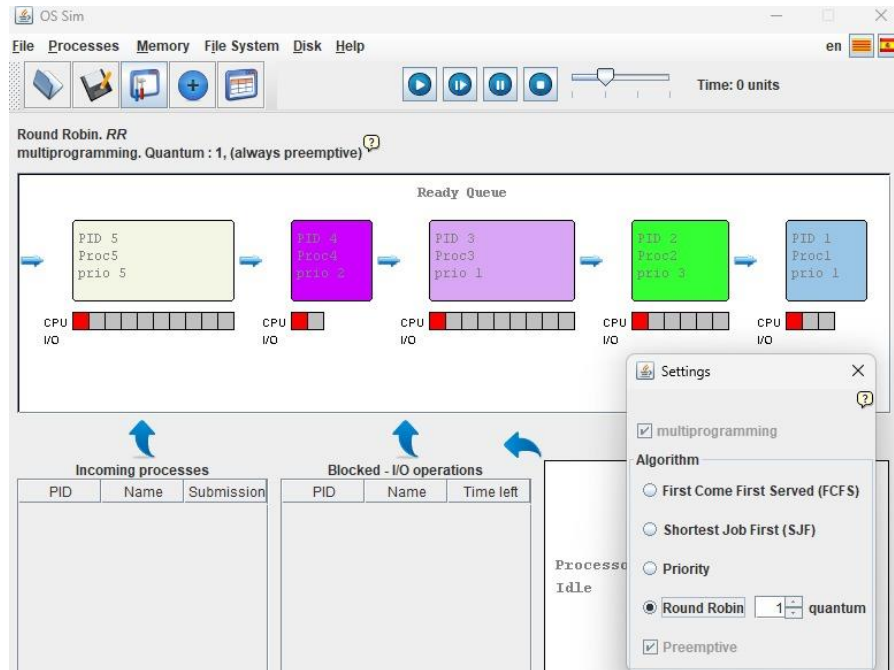 OS Sim
File Processes Memory File System Disk Help en
Time: 0 units
Round Robin. RR
multiprogramming. Quantum : 1, (always preemptive)
Ready Queue
PID 5 PID 4 PID 3 PID 2 PID 1
Proc5 Proc4 Proc3 Proc2 Proc1
prio 5 prio 2 prio 1 prio 3 prio 1
CPU CPU CPU CPU CPU
I/O I/O I/O I/O I/O
Settings
multiprogramming
Algorithm
First Come First Served (FCFS)
Shortest Job First (SJF)
Priority
Round Robin 1 quantum
Preemptive
Incoming processes
PID Name Submission
Blocked - I/O operations
PID Name Time left
Idle